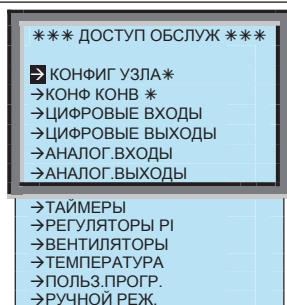 ✳✳✳ ДОСТУП ОБСЛУЖ ✳✳✳
→ КОНФИГ УЗЛА✳
→КОНФ КОНВ ✳
→ЦИФРОВЫЕ ВХОДЫ
→ЦИФРОВЫЕ ВЫХОДЫ
→АНАЛОГ.ВХОДЫ
→АНАЛОГ.ВЫХОДЫ
→ТАЙМЕРЫ
→РЕГУЛЯТОРЫ PI
→ВЕНТИЛЯТОРЫ
→ТЕМПЕРАТУРА
→ПОЛЬЗ.ПРОГР.
→РУЧНОЙ РЕЖ.